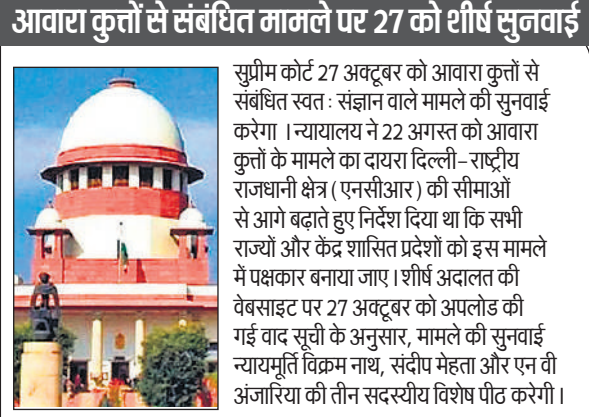 आवारा कुत्तों से संबंधित मामले पर 27 को शीर्ष सुनवाई
सुप्रीम कोर्ट 27 अक्टूबर को आवारा कुत्तों से
संबंधित स्वत: संज्ञान वाले मामले की सुनवाई
करेगा । न्यायालय ने 22 अगस्त को आवारा
कुत्तों के मामले का दायरा दिल्ली-राष्ट्रीय
राजधानी क्षेत्र ( एनसीआर ) की सीमाओं
से आगे बढ़ाते हुए निर्देश दिया था कि सभी
राज्यों और केंद्र शासित प्रदेशों को इस मामले
में पक्षकार बनाया जाए । शीर्ष अदालत की
वेबसाइट पर 27 अक्टूबर को अपलोड की
गई वाद सूची के अनुसार, मामले की सुनवाई
न्यायमूर्ति विक्रम नाथ, संदीप मेहता और एन वी
अंजारिया की तीन सदस्यीय विशेष पीठ करेगी ।